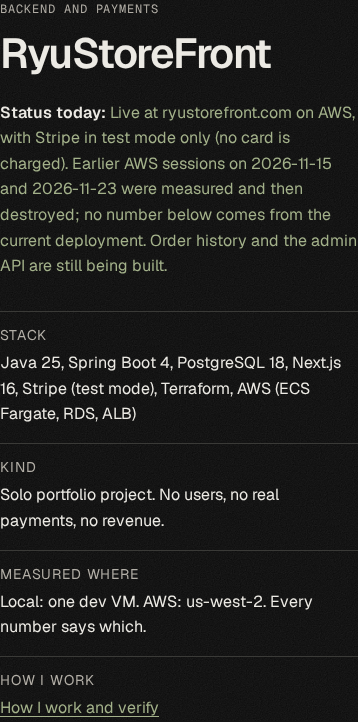 BACKEND AND PAYMENTS
RyuStoreFront
Status today: Live at ryustorefront.com on AWS,
with Stripe in test mode only (no card is
charged). Earlier AWS sessions on 2026-11-15
and 2026-11-23 were measured and then
destroyed; no number below comes from the
current deployment. Order history and the admin
API are still being built.
STACK
Java 25, Spring Boot 4, PostgreSQL 18, Next.js
16, Stripe (test mode), Terraform, AWS (ECS
Fargate, RDS, ALB)
KIND
Solo portfolio project. No users, no real
payments, no revenue.
MEASURED WHERE
Local: one dev VM. AWS: us-west-2. Every
number says which.
HOW I WORK
How I work and verify